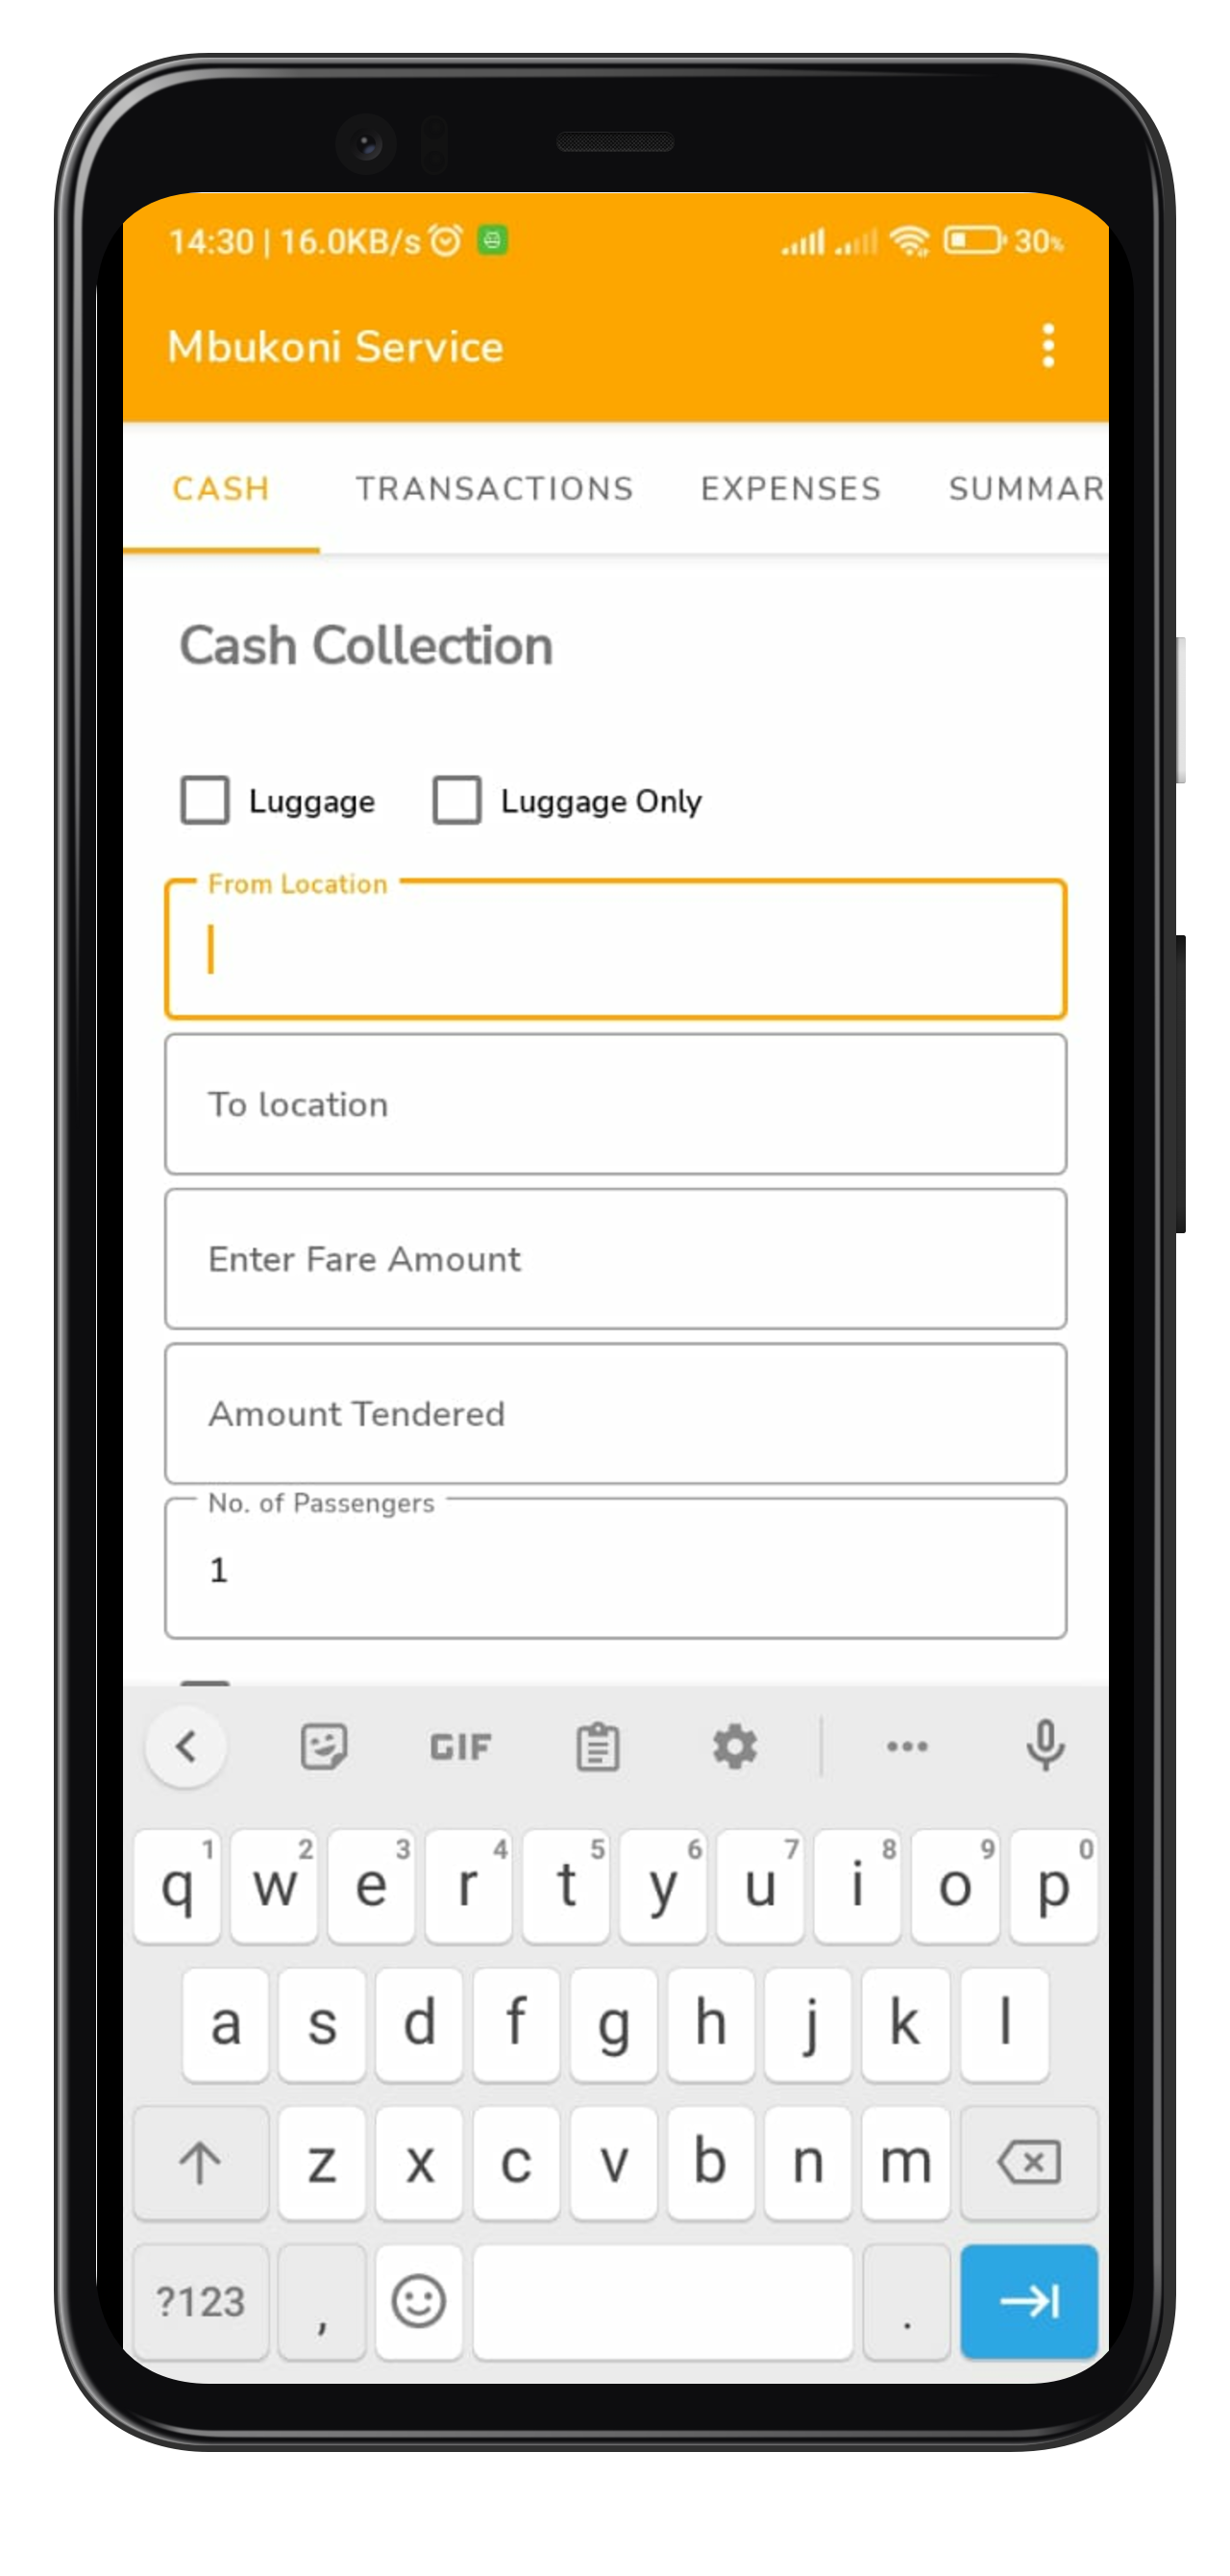 14:30 | 16.0KB/s 30%
Mbukoni Service
CASH TRANSACTIONS EXPENSES SUMMAR
Cash Collection
Luggage Luggage Only
From Location
To location
Enter Fare Amount
Amount Tendered
No. of Passengers
1
GIF
1 2 3 4 5 6 7 8 9 0
q w e r t y u i o p
a s d f g h j k l
z x c v b n m
?123 , .